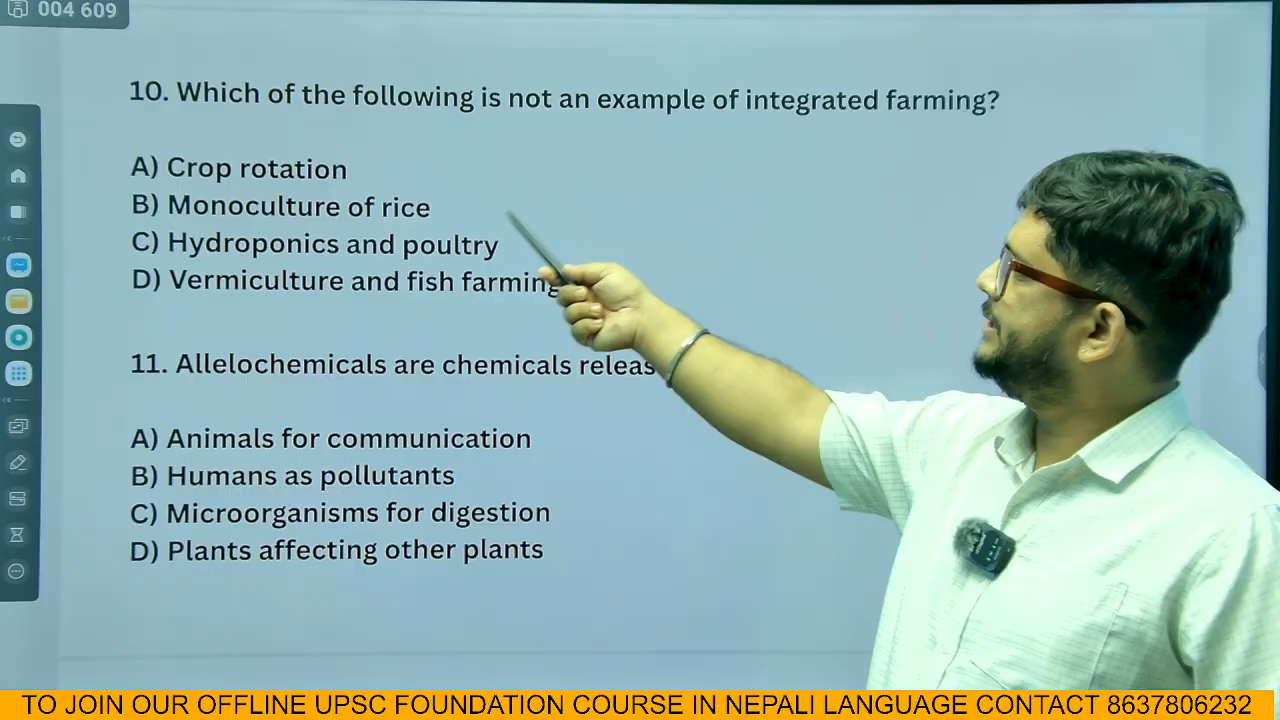 004 609
10. Which of the following is not an example of integrated farming?
A) Crop rotation
B) Monoculture of rice
C) Hydroponics and poultry
D) Vermiculture and fish farming
11. Allelochemicals are chemicals releas
A) Animals for communication
B) Humans as pollutants
C) Microorganisms for digestion
D) Plants affecting other plants
TO JOIN OUR OFFLINE UPSC FOUNDATION COURSE IN NEPALI LANGUAGE CONTACT 8637806232